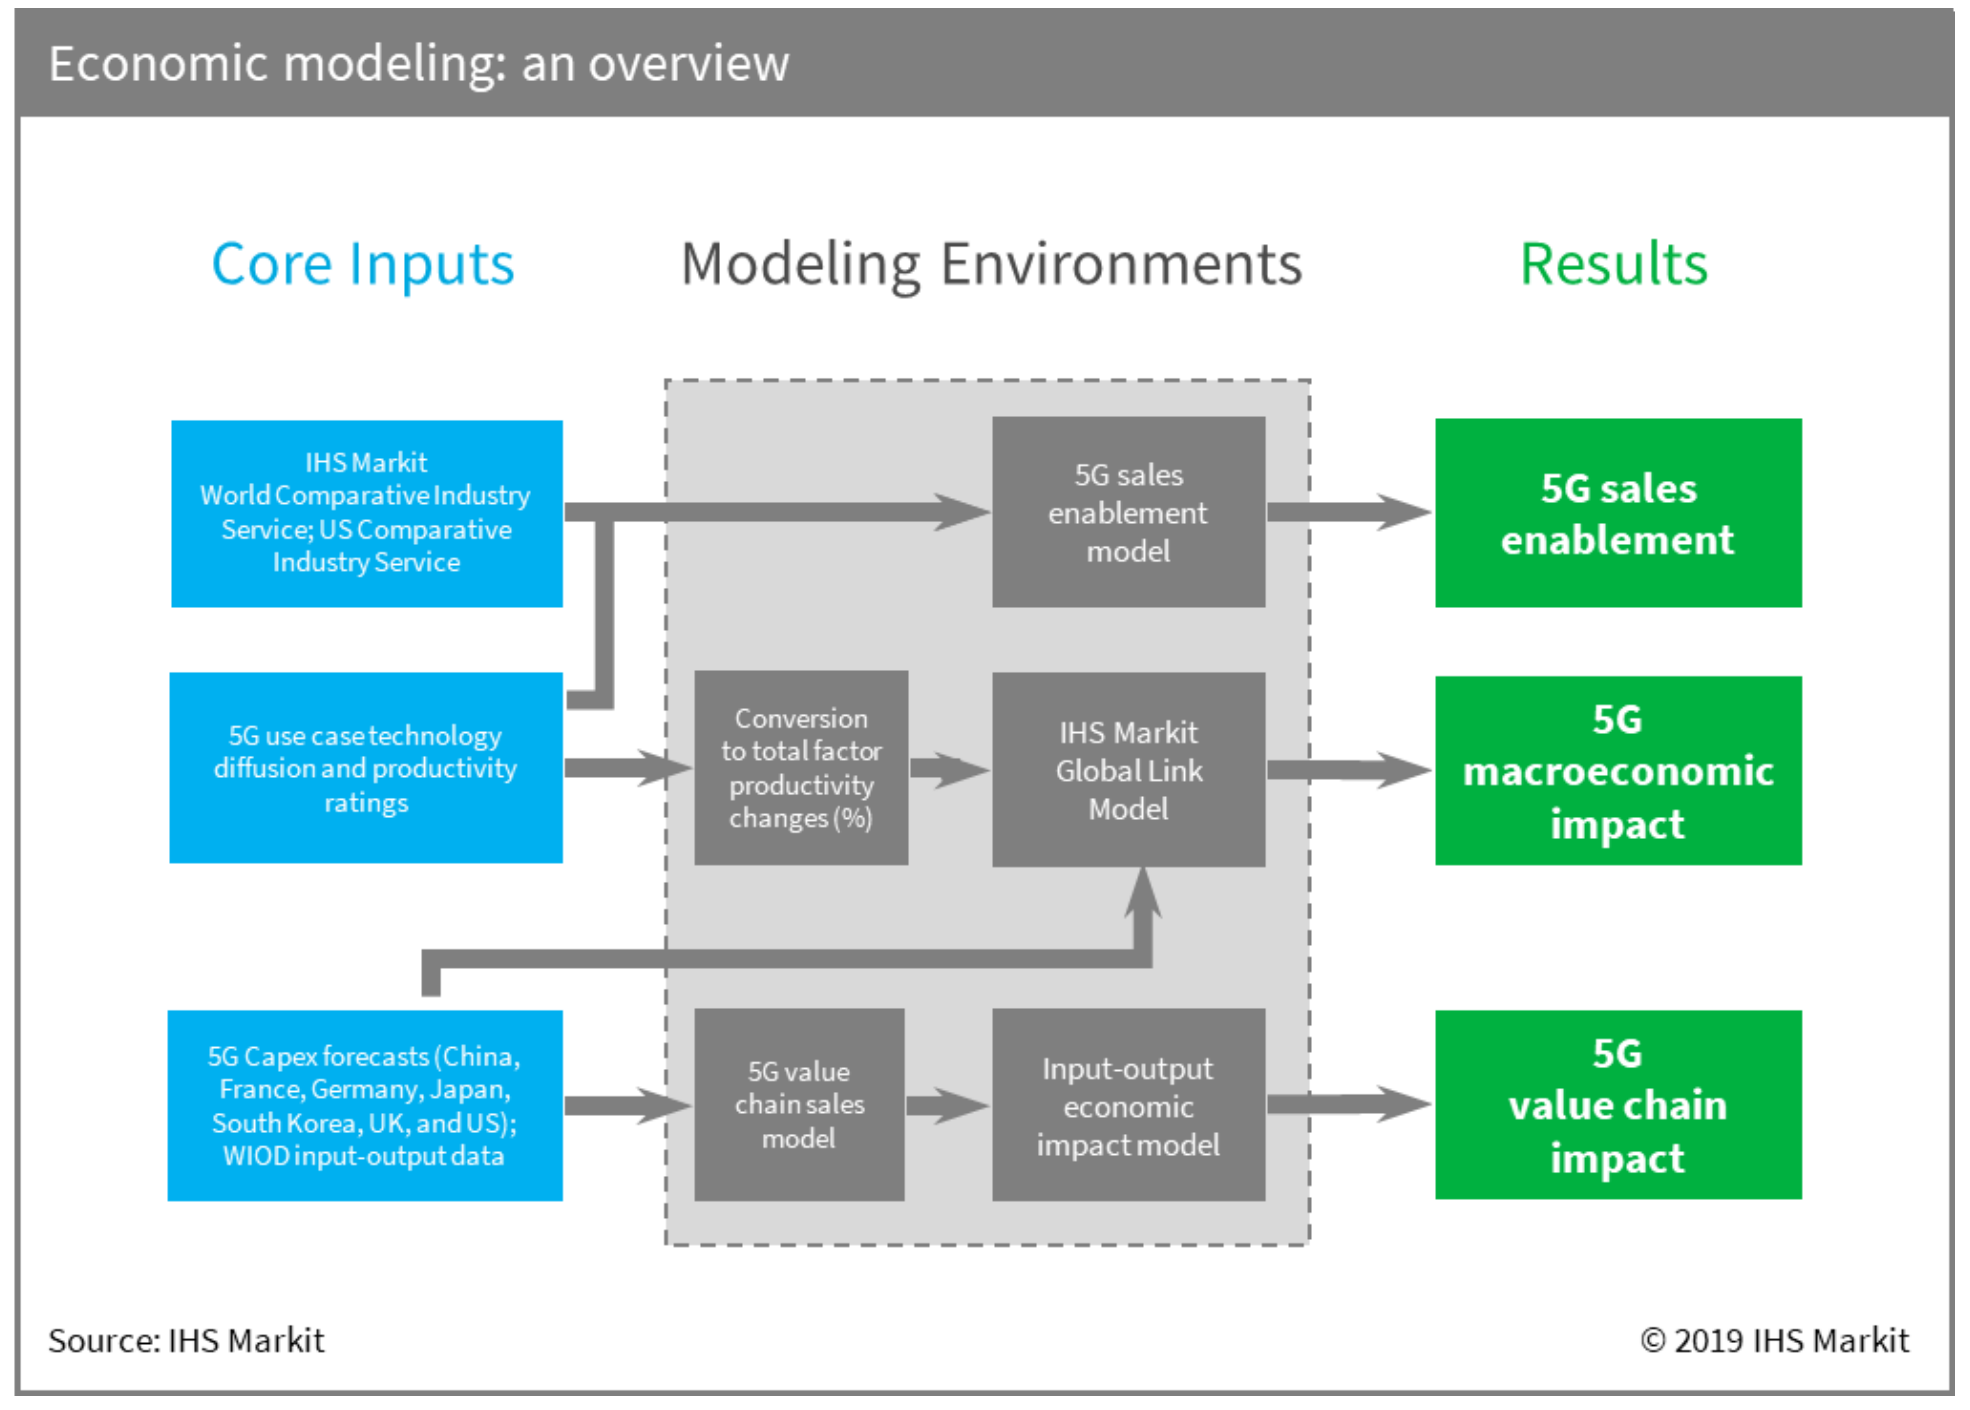 Economic modeling: an overview
Core Inputs
Modeling Environments
Results
IHS Markit
World Comparative Industry
Service; US Comparative
Industry Service
5G sales
enablement
model
5G sales
enablement
5G use case technology
diffusion and productivity
ratings
Conversion
to total factor
productivity
changes (%)
IHS Markit
Global Link
Model
5G
macroeconomic
impact
5G Capex forecasts (China,
France, Germany, Japan,
South Korea, UK, and US);
WIOD input-output data
5G value
chain sales
model
Input-output
economic
impact model
5G
value chain
impact
Source: IHS Markit
© 2019 IHS Markit